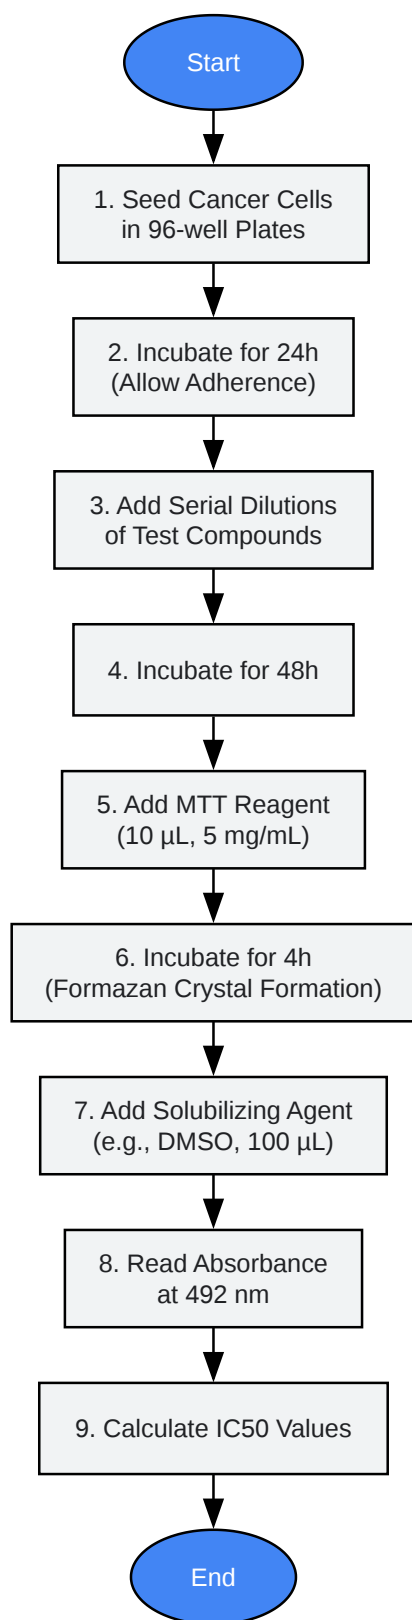 Start
1. Seed Cancer Cells
in 96-well Plates
2. Incubate for 24h
(Allow Adherence)
3. Add Serial Dilutions
of Test Compounds
4. Incubate for 48h
5. Add MTT Reagent
(10 µL, 5 mg/mL)
6. Incubate for 4h
(Formazan Crystal Formation)
7. Add Solubilizing Agent
(e.g., DMSO, 100 µL)
8. Read Absorbance
at 492 nm
9. Calculate IC50 Values
End